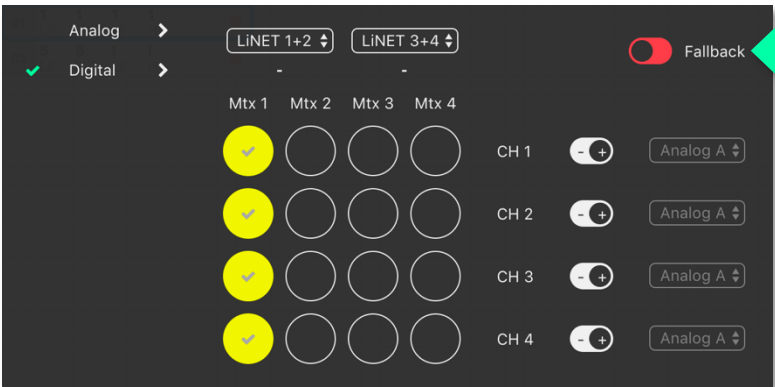 Analog
LiNET 1+2 LiNET 3+4
Fallback
Digital
- -
Mtx 1 Mtx 2 Mtx 3 Mtx 4
CH 1 - + Analog A
CH 2 - + Analog A
CH 3 - + Analog A
CH 4 - + Analog A